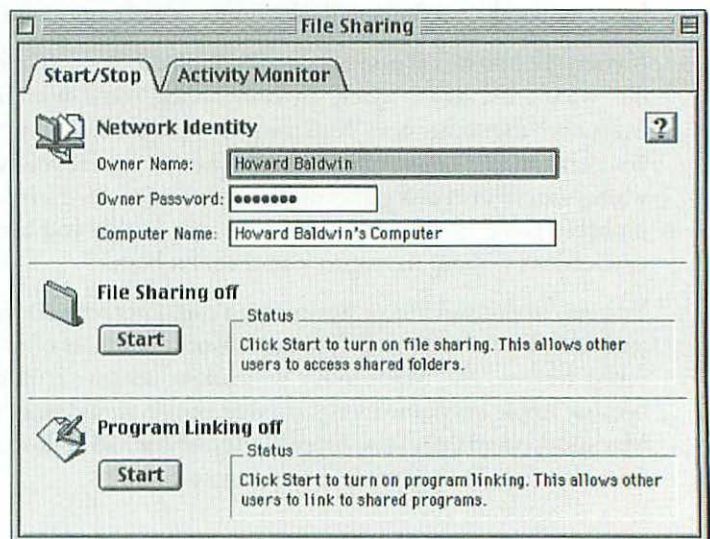 File Sharing
Start/Stop
Activity Monitor
Network Identity
?
Owner Name: Howard Baldwin
Owner Password: •••••••
Computer Name: Howard Baldwin's Computer
File Sharing off
Start
Status
Click Start to turn on file sharing. This allows other
users to access shared folders.
Program Linking off
Start
Status
Click Start to turn on program linking. This allows other
users to link to shared programs.